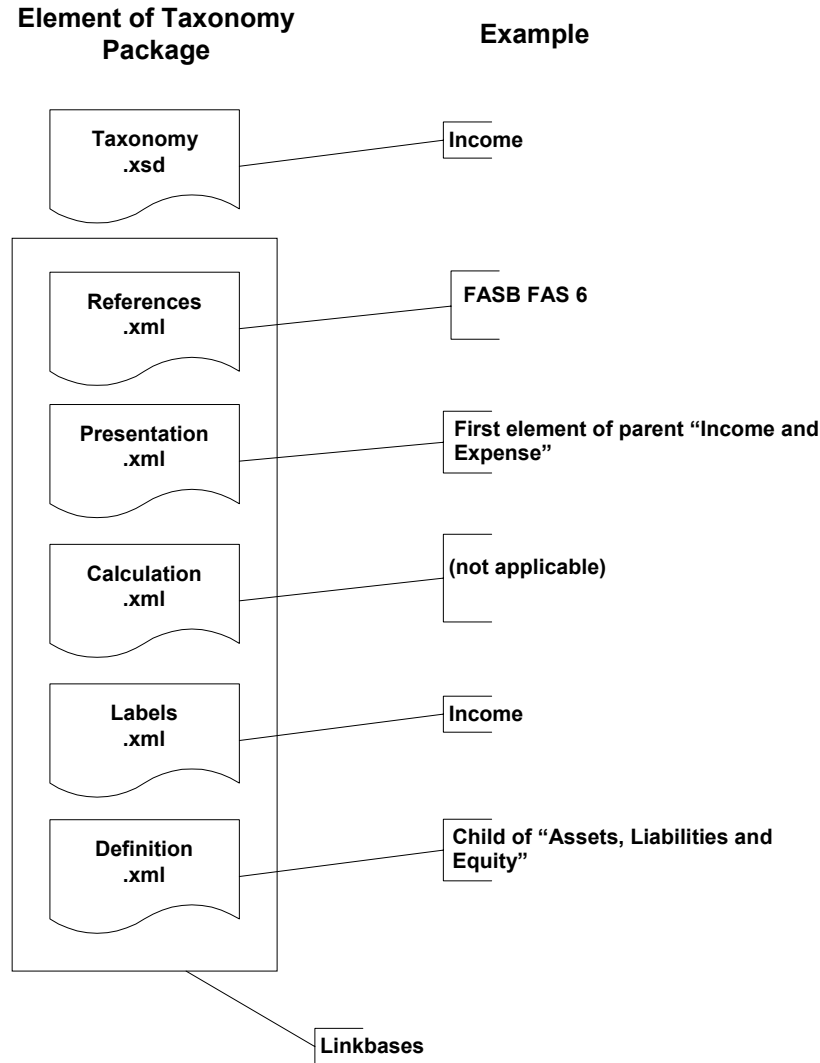 Element of Taxonomy
Package
Example
Taxonomy
.xsd
Income
References
.xml
FASB FAS 6
Presentation
.xml
First element of parent “Income and
Expense”
Calculation
.xml
(not applicable)
Labels
.xml
Income
Definition
.xml
Child of “Assets, Liabilities and
Equity”
Linkbases